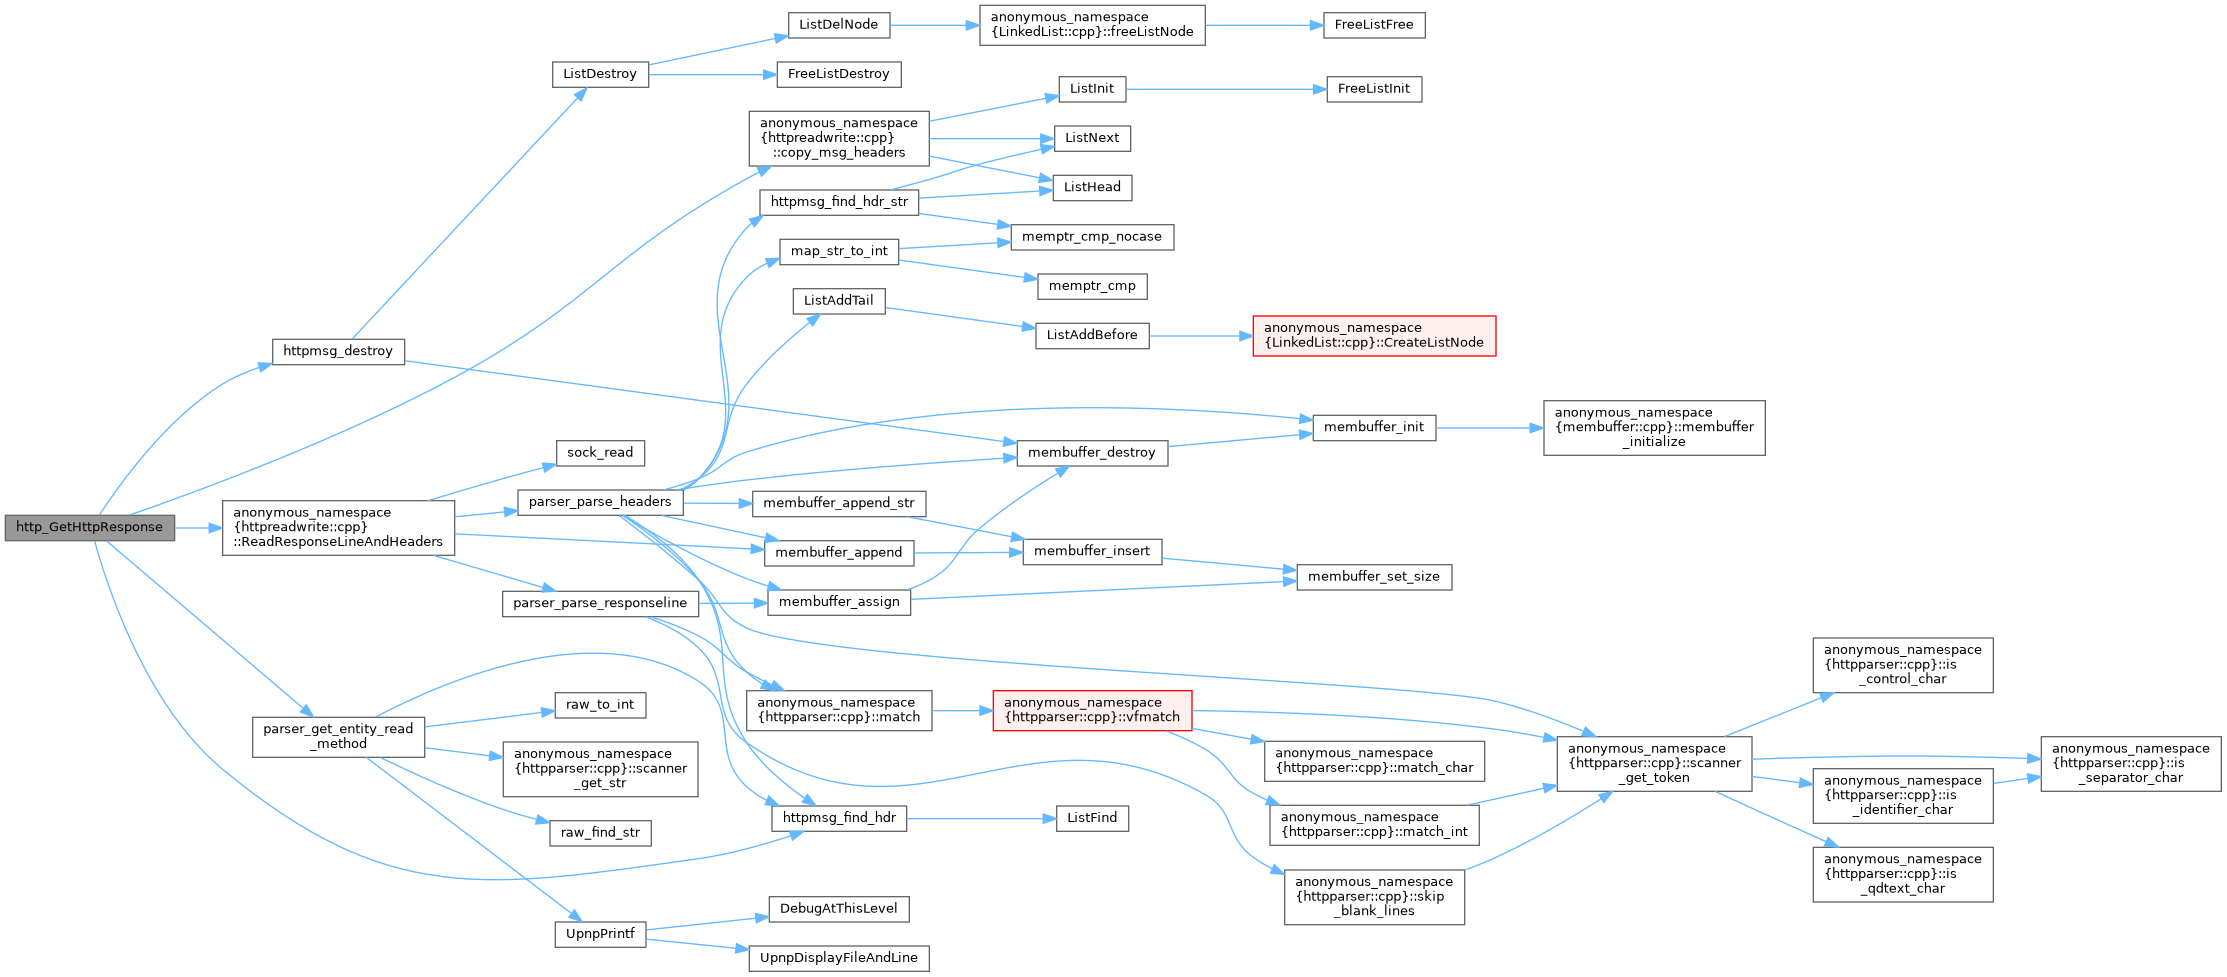 http_GetHttpResponse
httpmsg_destroy
ListDestroy
ListDelNode
anonymous_namespace
{LinkedList::cpp}::freeListNode
FreeListFree
FreeListDestroy
anonymous_namespace
{httpreadwrite::cpp}
::copy_msg_headers
ListInit
FreeListInit
ListNext
ListHead
httpmsg_find_hdr_str
memptr_cmp_nocase
map_str_to_int
memptr_cmp
ListAddTail
ListAddBefore
anonymous_namespace
{LinkedList::cpp}::CreateListNode
membuffer_init
anonymous_namespace
{membuffer::cpp}::membuffer
_initialize
membuffer_destroy
sock_read
anonymous_namespace
{httpreadwrite::cpp}
::ReadResponseLineAndHeaders
parser_parse_headers
membuffer_append_str
membuffer_append
membuffer_insert
membuffer_set_size
membuffer_assign
parser_parse_responseline
anonymous_namespace
{httpparser::cpp}::match
anonymous_namespace
{httpparser::cpp}::vfmatch
anonymous_namespace
{httpparser::cpp}::match_char
anonymous_namespace
{httpparser::cpp}::match_int
anonymous_namespace
{httpparser::cpp}::scanner
_get_token
anonymous_namespace
{httpparser::cpp}::is
_control_char
anonymous_namespace
{httpparser::cpp}::is
_separator_char
anonymous_namespace
{httpparser::cpp}::is
_identifier_char
anonymous_namespace
{httpparser::cpp}::is
_qdtext_char
parser_get_entity_read
_method
raw_to_int
anonymous_namespace
{httpparser::cpp}::scanner
_get_str
raw_find_str
httpmsg_find_hdr
ListFind
anonymous_namespace
{httpparser::cpp}::skip
_blank_lines
UpnpPrintf
DebugAtThisLevel
UpnpDisplayFileAndLine